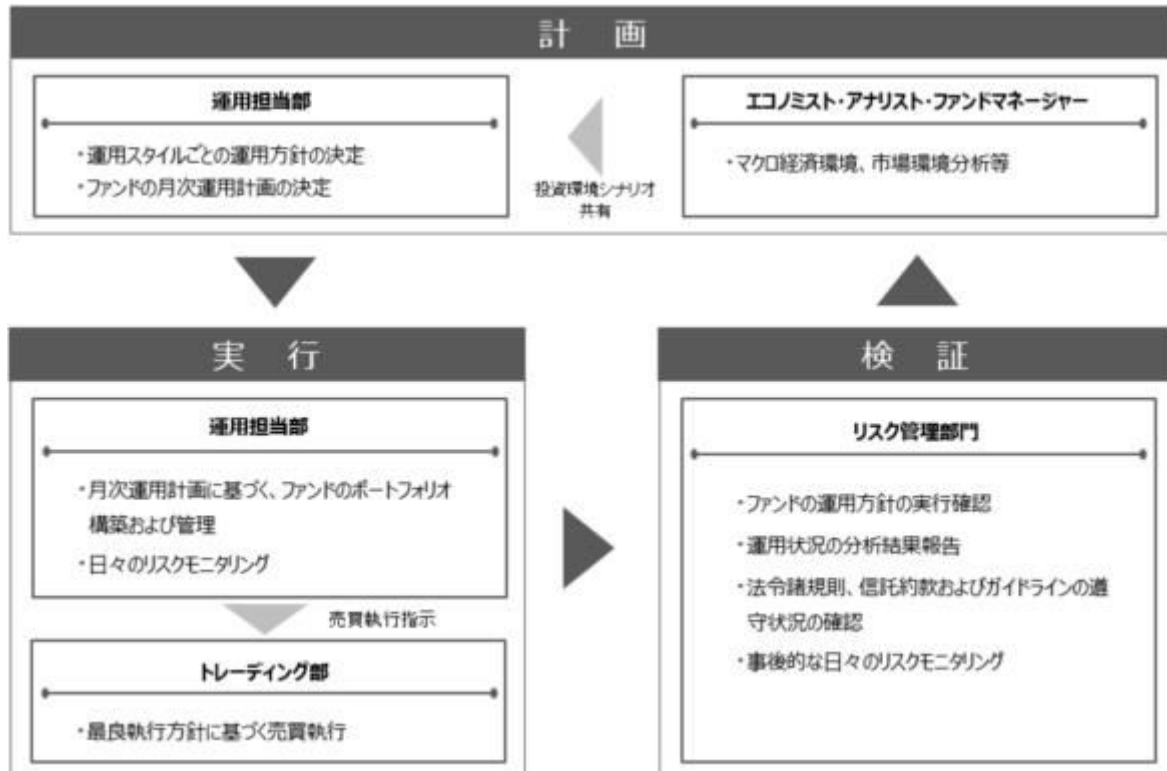 計 画
運用担当部
・運用スタイルごとの運用方針の決定
・ファンドの月次運用計画の決定
投資環境シナリオ
共有
エコノミスト・アナリスト・ファンドマネージャー
・マクロ経済環境、市場環境分析等
実 行
運用担当部
・月次運用計画に基づく、ファンドのポートフォリオ
構築および管理
・日々のリスクモニタリング
売買執行指示
トレーディング部
・最良執行方針に基づく売買執行
検 証
リスク管理部門
・ファンドの運用方針の実行確認
・運用状況の分析結果報告
・法令諸規則、信託約款およびガイドラインの遵
守状況の確認
・事後的な日々のリスクモニタリング